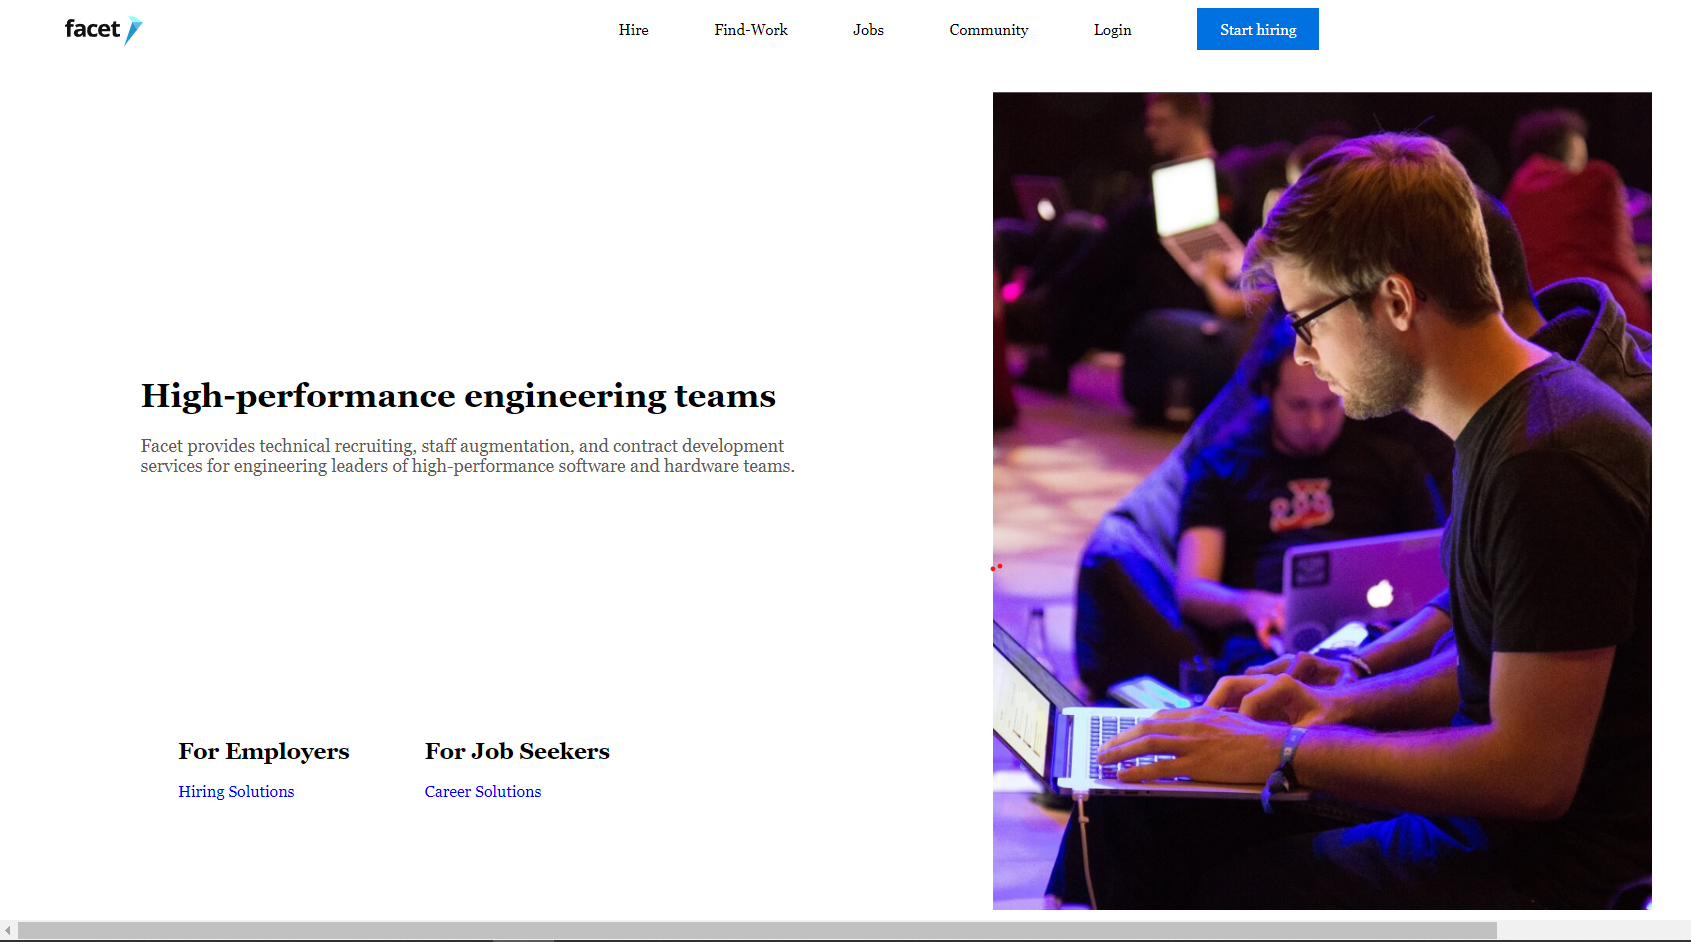 facet
Hire
Find-Work
Jobs
Community
Login
Start hiring
High-performance engineering teams
Facet provides technical recruiting, staff augmentation, and contract development
services for engineering leaders of high-performance software and hardware teams.
For Employers
For Job Seekers
Hiring Solutions
Career Solutions